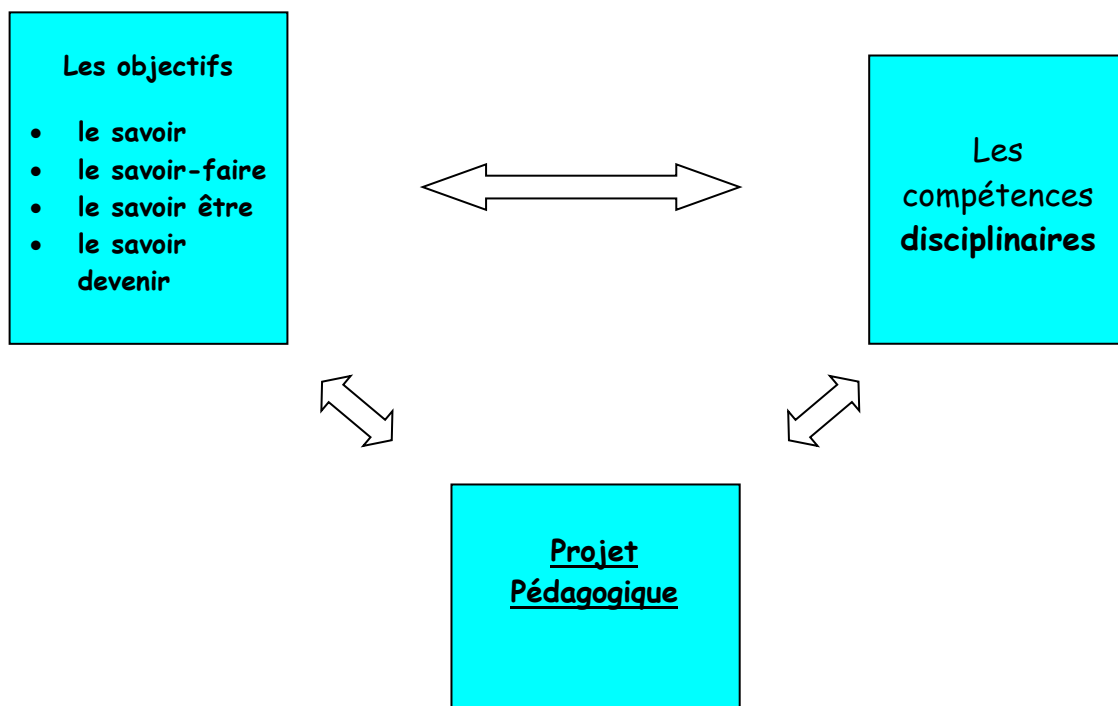 Les objectifs
• le savoir
• le savoir-faire
• le savoir être
• le savoir
devenir
Les
compétences
disciplinaires
Projet
Pédagogique